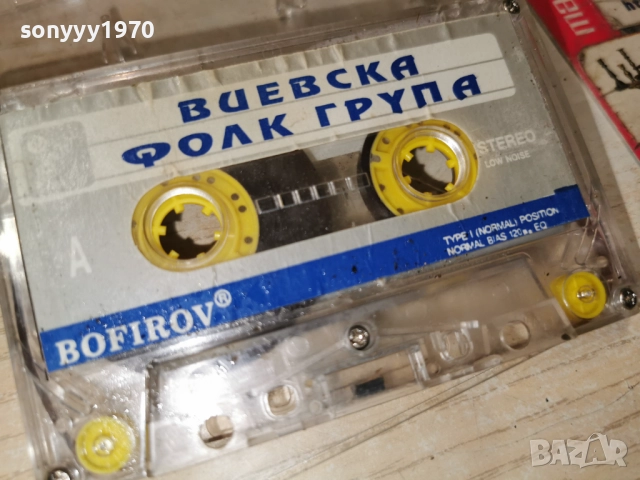 sonyyy1970
ВИЕВСКА
ФОЛК ГРУПА
STEREO
LOW NOISE
A
TYPE I (NORMAL) POSITION
NORMAL BIAS 120µs EQ
BOFIROV®
BAZAR